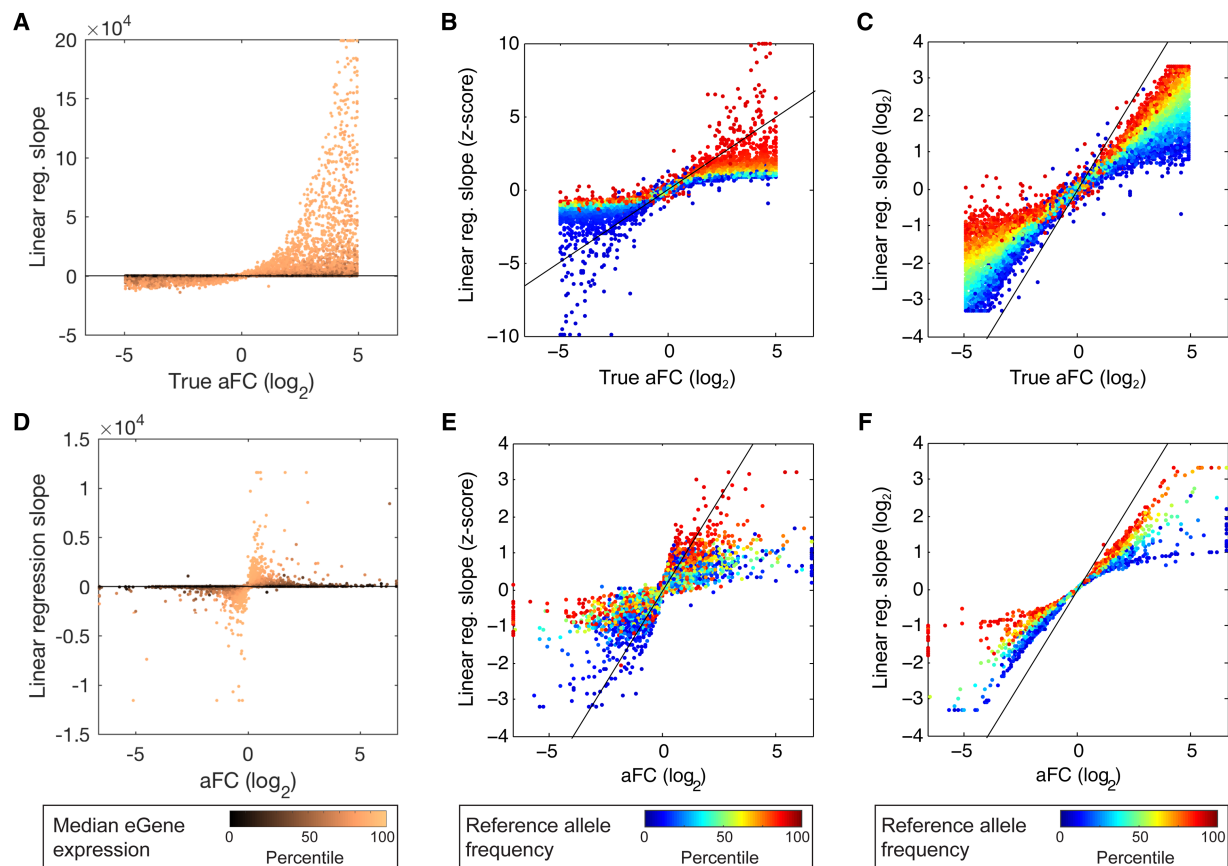 A
×10⁴
20
15
10
5
0
-5
Linear reg. slope
-5 0 5
True aFC (log₂)
B
10
5
0
−5
−10
Linear reg. slope (z-score)
−5 0 5
True aFC (log₂)
C
4
3
2
1
0
−1
−2
−3
−4
Linear reg. slope (log₂)
−5 0 5
True aFC (log₂)
D
×10⁴
1.5
1
0.5
0
-0.5
-1
-1.5
Linear regression slope
-5 0 5
aFC (log₂)
E
4
3
2
1
0
−1
−2
−3
−4
Linear reg. slope (z-score)
−5 0 5
aFC (log₂)
F
4
3
2
1
0
−1
−2
−3
−4
Linear reg. slope (log₂)
−5 0 5
aFC (log₂)
Median eGene
expression
0 50 100
Percentile
Reference allele
frequency
0 50 100
Percentile
Reference allele
frequency
0 50 100
Percentile